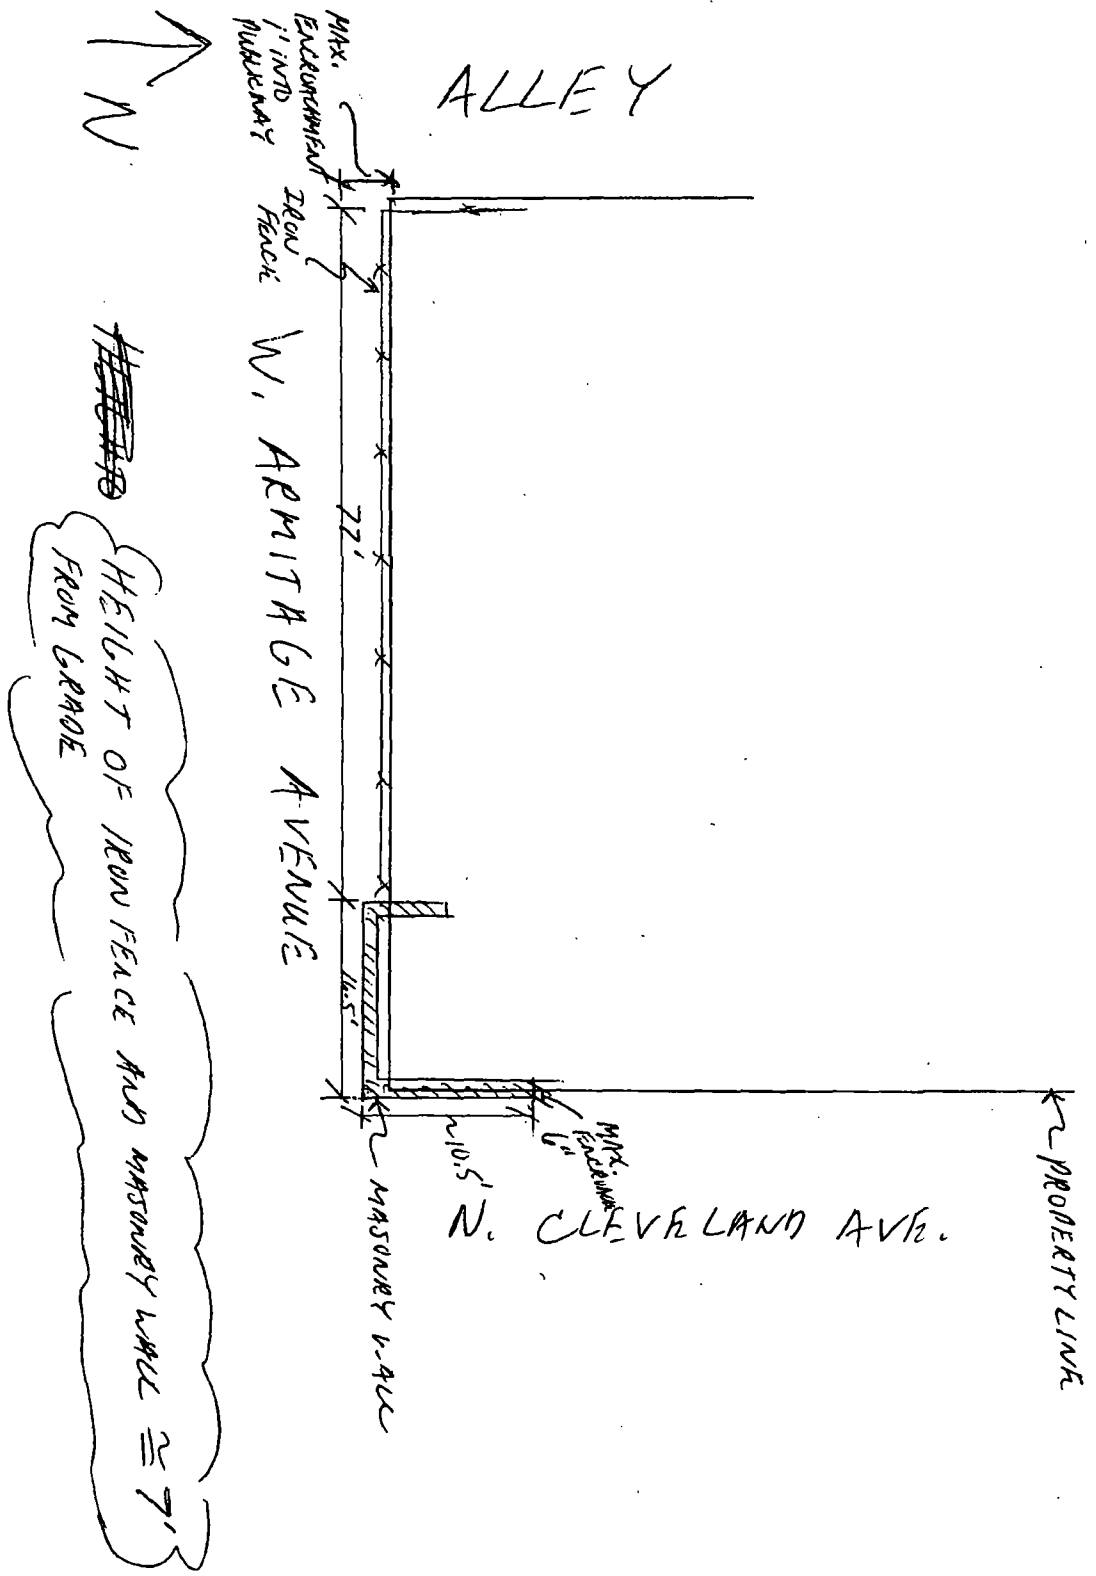 ALLEY
MAX.
ENCROACHMENT
1' INTO
PUBLIC WAY
N
IRON
FENCE
W. ARMITAGE AVENUE
77'
16.5'
~10.5'
MAX.
6"
N. CLEVELAND AVE.
MASONRY WALL
PROPERTY LINE
HEIGHT OF IRON FENCE AND MASONRY WALL ≅ 7'
FROM GRADE